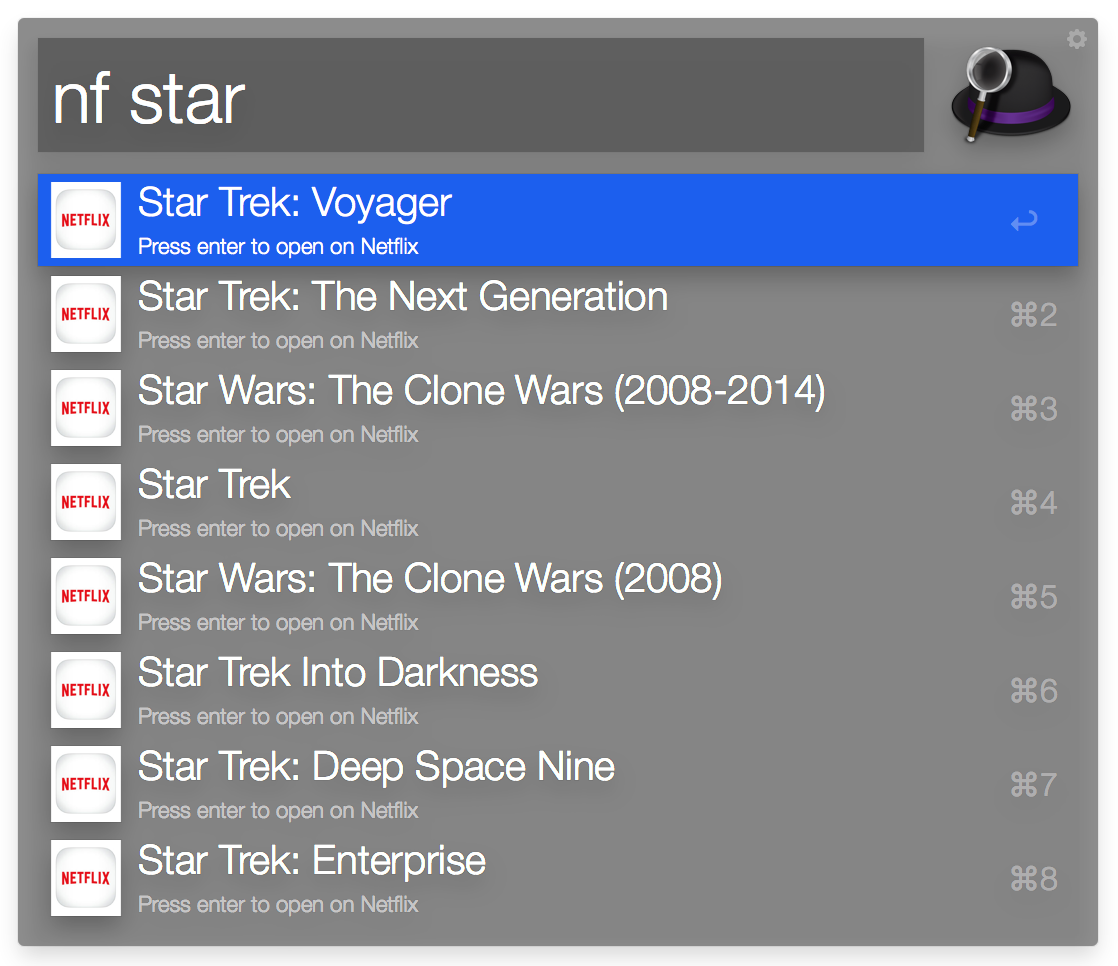 nf star
NETFLIX
Star Trek: Voyager
Press enter to open on Netflix
↩
NETFLIX
Star Trek: The Next Generation
Press enter to open on Netflix
⌘2
NETFLIX
Star Wars: The Clone Wars (2008-2014)
Press enter to open on Netflix
⌘3
NETFLIX
Star Trek
Press enter to open on Netflix
⌘4
NETFLIX
Star Wars: The Clone Wars (2008)
Press enter to open on Netflix
⌘5
NETFLIX
Star Trek Into Darkness
Press enter to open on Netflix
⌘6
NETFLIX
Star Trek: Deep Space Nine
Press enter to open on Netflix
⌘7
NETFLIX
Star Trek: Enterprise
Press enter to open on Netflix
⌘8